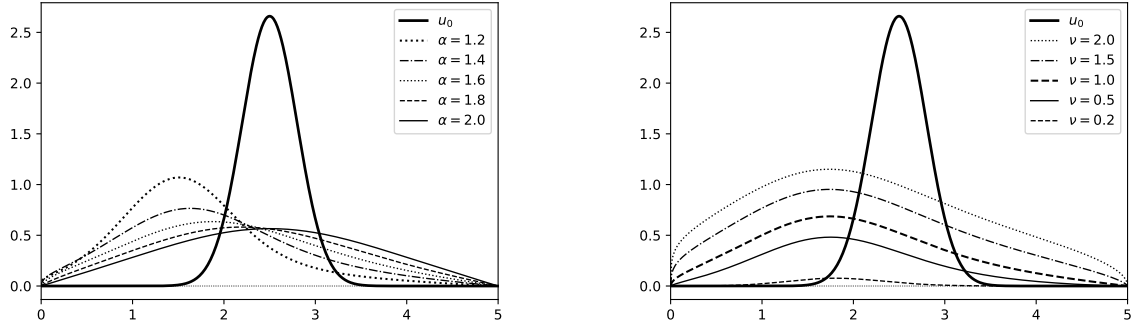 2.5
2.0
1.5
1.0
0.5
0.0
0 1 2 3 4 5
u₀
α = 1.2
α = 1.4
α = 1.6
α = 1.8
α = 2.0
2.5
2.0
1.5
1.0
0.5
0.0
0 1 2 3 4 5
u₀
ν = 2.0
ν = 1.5
ν = 1.0
ν = 0.5
ν = 0.2